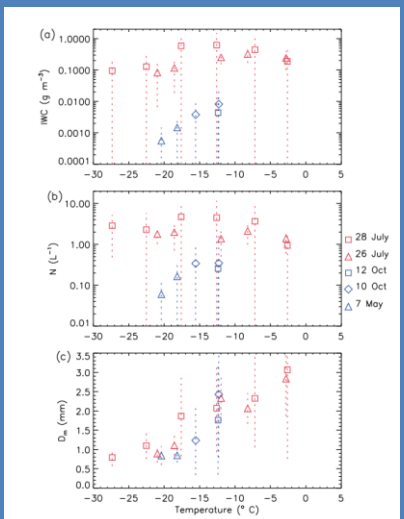 (a)
1.0000
0.1000
0.0100
0.0010
0.0001
IWC (g m⁻³)
−30 −25 −20 −15 −10 −5 0 5
(b)
10.00
1.00
0.10
0.01
N (L⁻¹)
−30 −25 −20 −15 −10 −5 0 5
28 July
26 July
12 Oct
10 Oct
7 May
(c)
3.5
3.0
2.5
2.0
1.5
1.0
0.5
0.0
Dₘ (mm)
−30 −25 −20 −15 −10 −5 0 5
Temperature (° C)